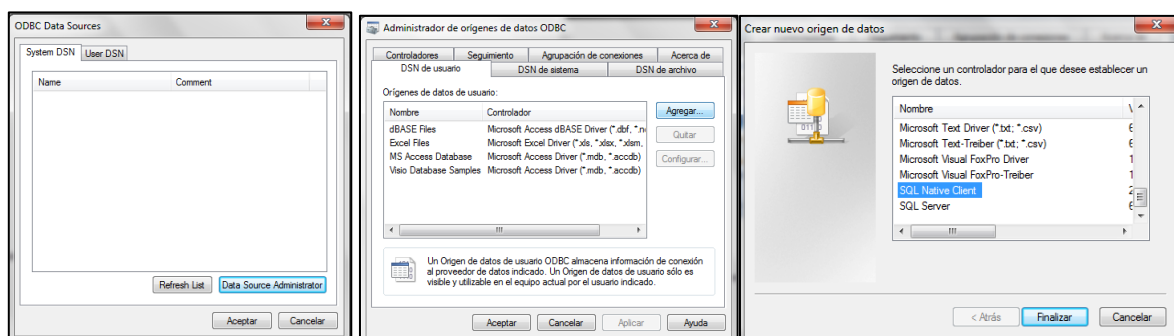 ODBC Data Sources
System DSN User DSN
Name Comment
Refresh List Data Source Administrator
Aceptar Cancelar
Administrador de orígenes de datos ODBC
Controladores Seguimiento Agrupación de conexiones Acerca de
DSN de usuario DSN de sistema DSN de archivo
Orígenes de datos de usuario:
Nombre Controlador
dBASE Files Microsoft Access dBASE Driver (*.dbf, *.n
Excel Files Microsoft Excel Driver (*.xls, *.xlsx, *.xlsm,
MS Access Database Microsoft Access Driver (*.mdb, *.accdb)
Visio Database Samples Microsoft Access Driver (*.mdb, *.accdb)
Agregar...
Quitar
Configurar...
Un Origen de datos de usuario ODBC almacena información de conexión
al proveedor de datos indicado. Un Origen de datos de usuario sólo es
visible y utilizable en el equipo actual por el usuario indicado.
Aceptar Cancelar Aplicar Ayuda
Crear nuevo origen de datos
Seleccione un controlador para el que desee establecer un
origen de datos.
Nombre V
Microsoft Text Driver (*.txt; *.csv) 6
Microsoft Text-Treiber (*.txt; *.csv) 6
Microsoft Visual FoxPro Driver 1
Microsoft Visual FoxPro-Treiber 1
SQL Native Client 2
SQL Server 6
< Atrás Finalizar Cancelar